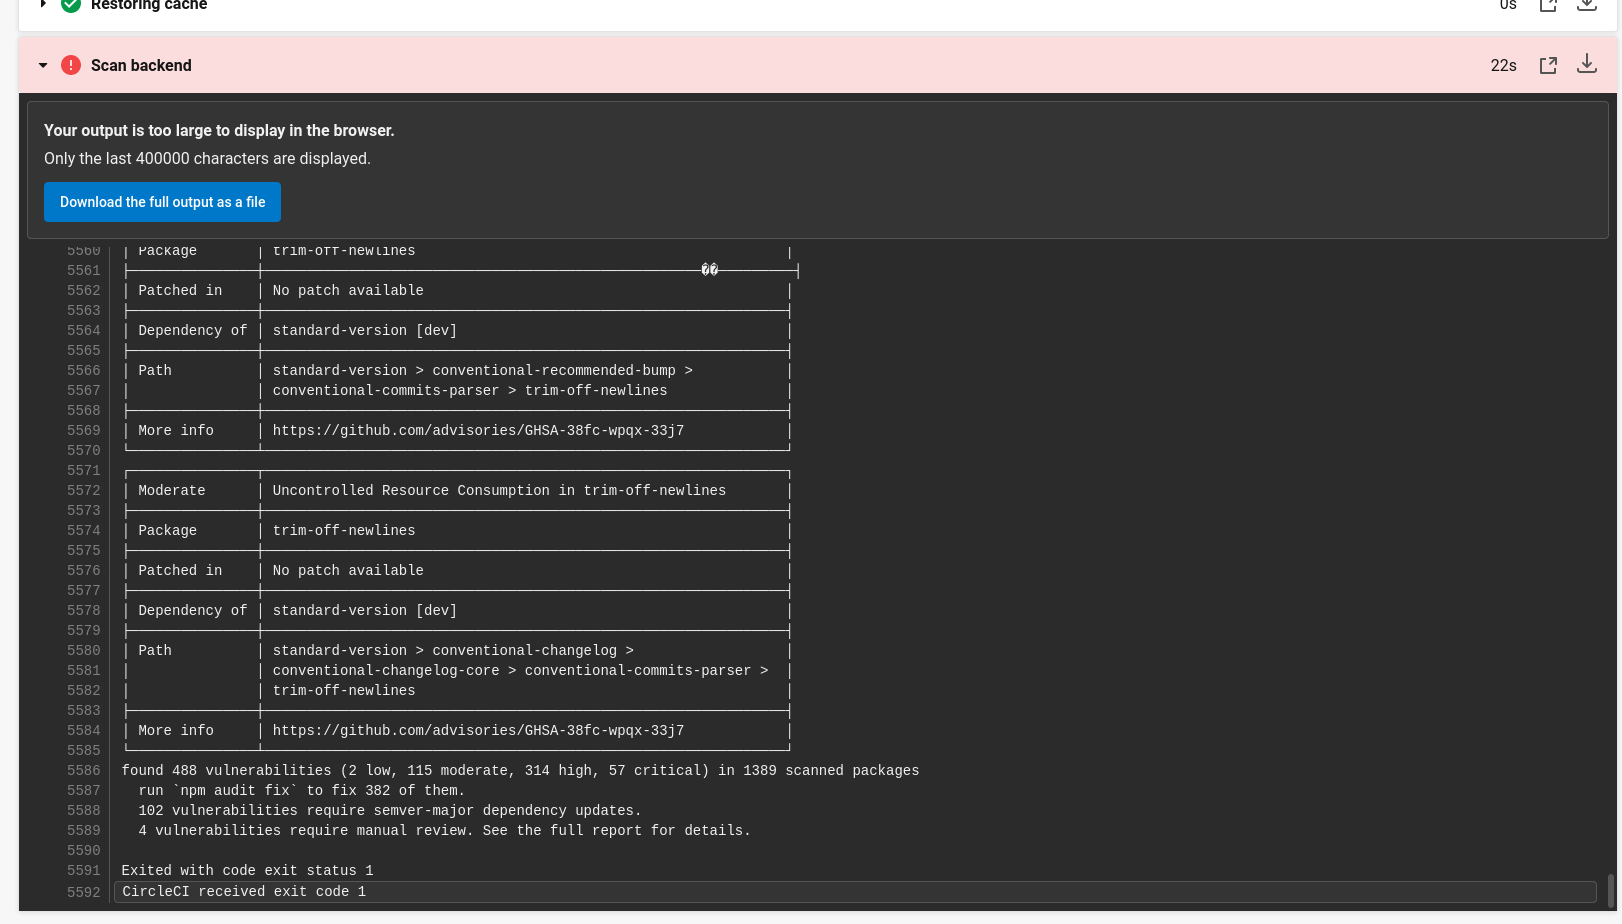 Restoring cache 0s
Scan backend 22s
Your output is too large to display in the browser.
Only the last 400000 characters are displayed.
Download the full output as a file
5560 | Package | trim-off-newlines |
5561 ��
5562 | Patched in | No patch available |
5563
5564 | Dependency of | standard-version [dev] |
5565
5566 | Path | standard-version > conventional-recommended-bump > |
5567 | | conventional-commits-parser > trim-off-newlines |
5568
5569 | More info | https://github.com/advisories/GHSA-38fc-wpqx-33j7 |
5570
5571
5572 | Moderate | Uncontrolled Resource Consumption in trim-off-newlines |
5573
5574 | Package | trim-off-newlines |
5575
5576 | Patched in | No patch available |
5577
5578 | Dependency of | standard-version [dev] |
5579
5580 | Path | standard-version > conventional-changelog > |
5581 | | conventional-changelog-core > conventional-commits-parser > |
5582 | | trim-off-newlines |
5583
5584 | More info | https://github.com/advisories/GHSA-38fc-wpqx-33j7 |
5585
5586 found 488 vulnerabilities (2 low, 115 moderate, 314 high, 57 critical) in 1389 scanned packages
5587 run `npm audit fix` to fix 382 of them.
5588 102 vulnerabilities require semver-major dependency updates.
5589 4 vulnerabilities require manual review. See the full report for details.
5590
5591 Exited with code exit status 1
5592 CircleCI received exit code 1